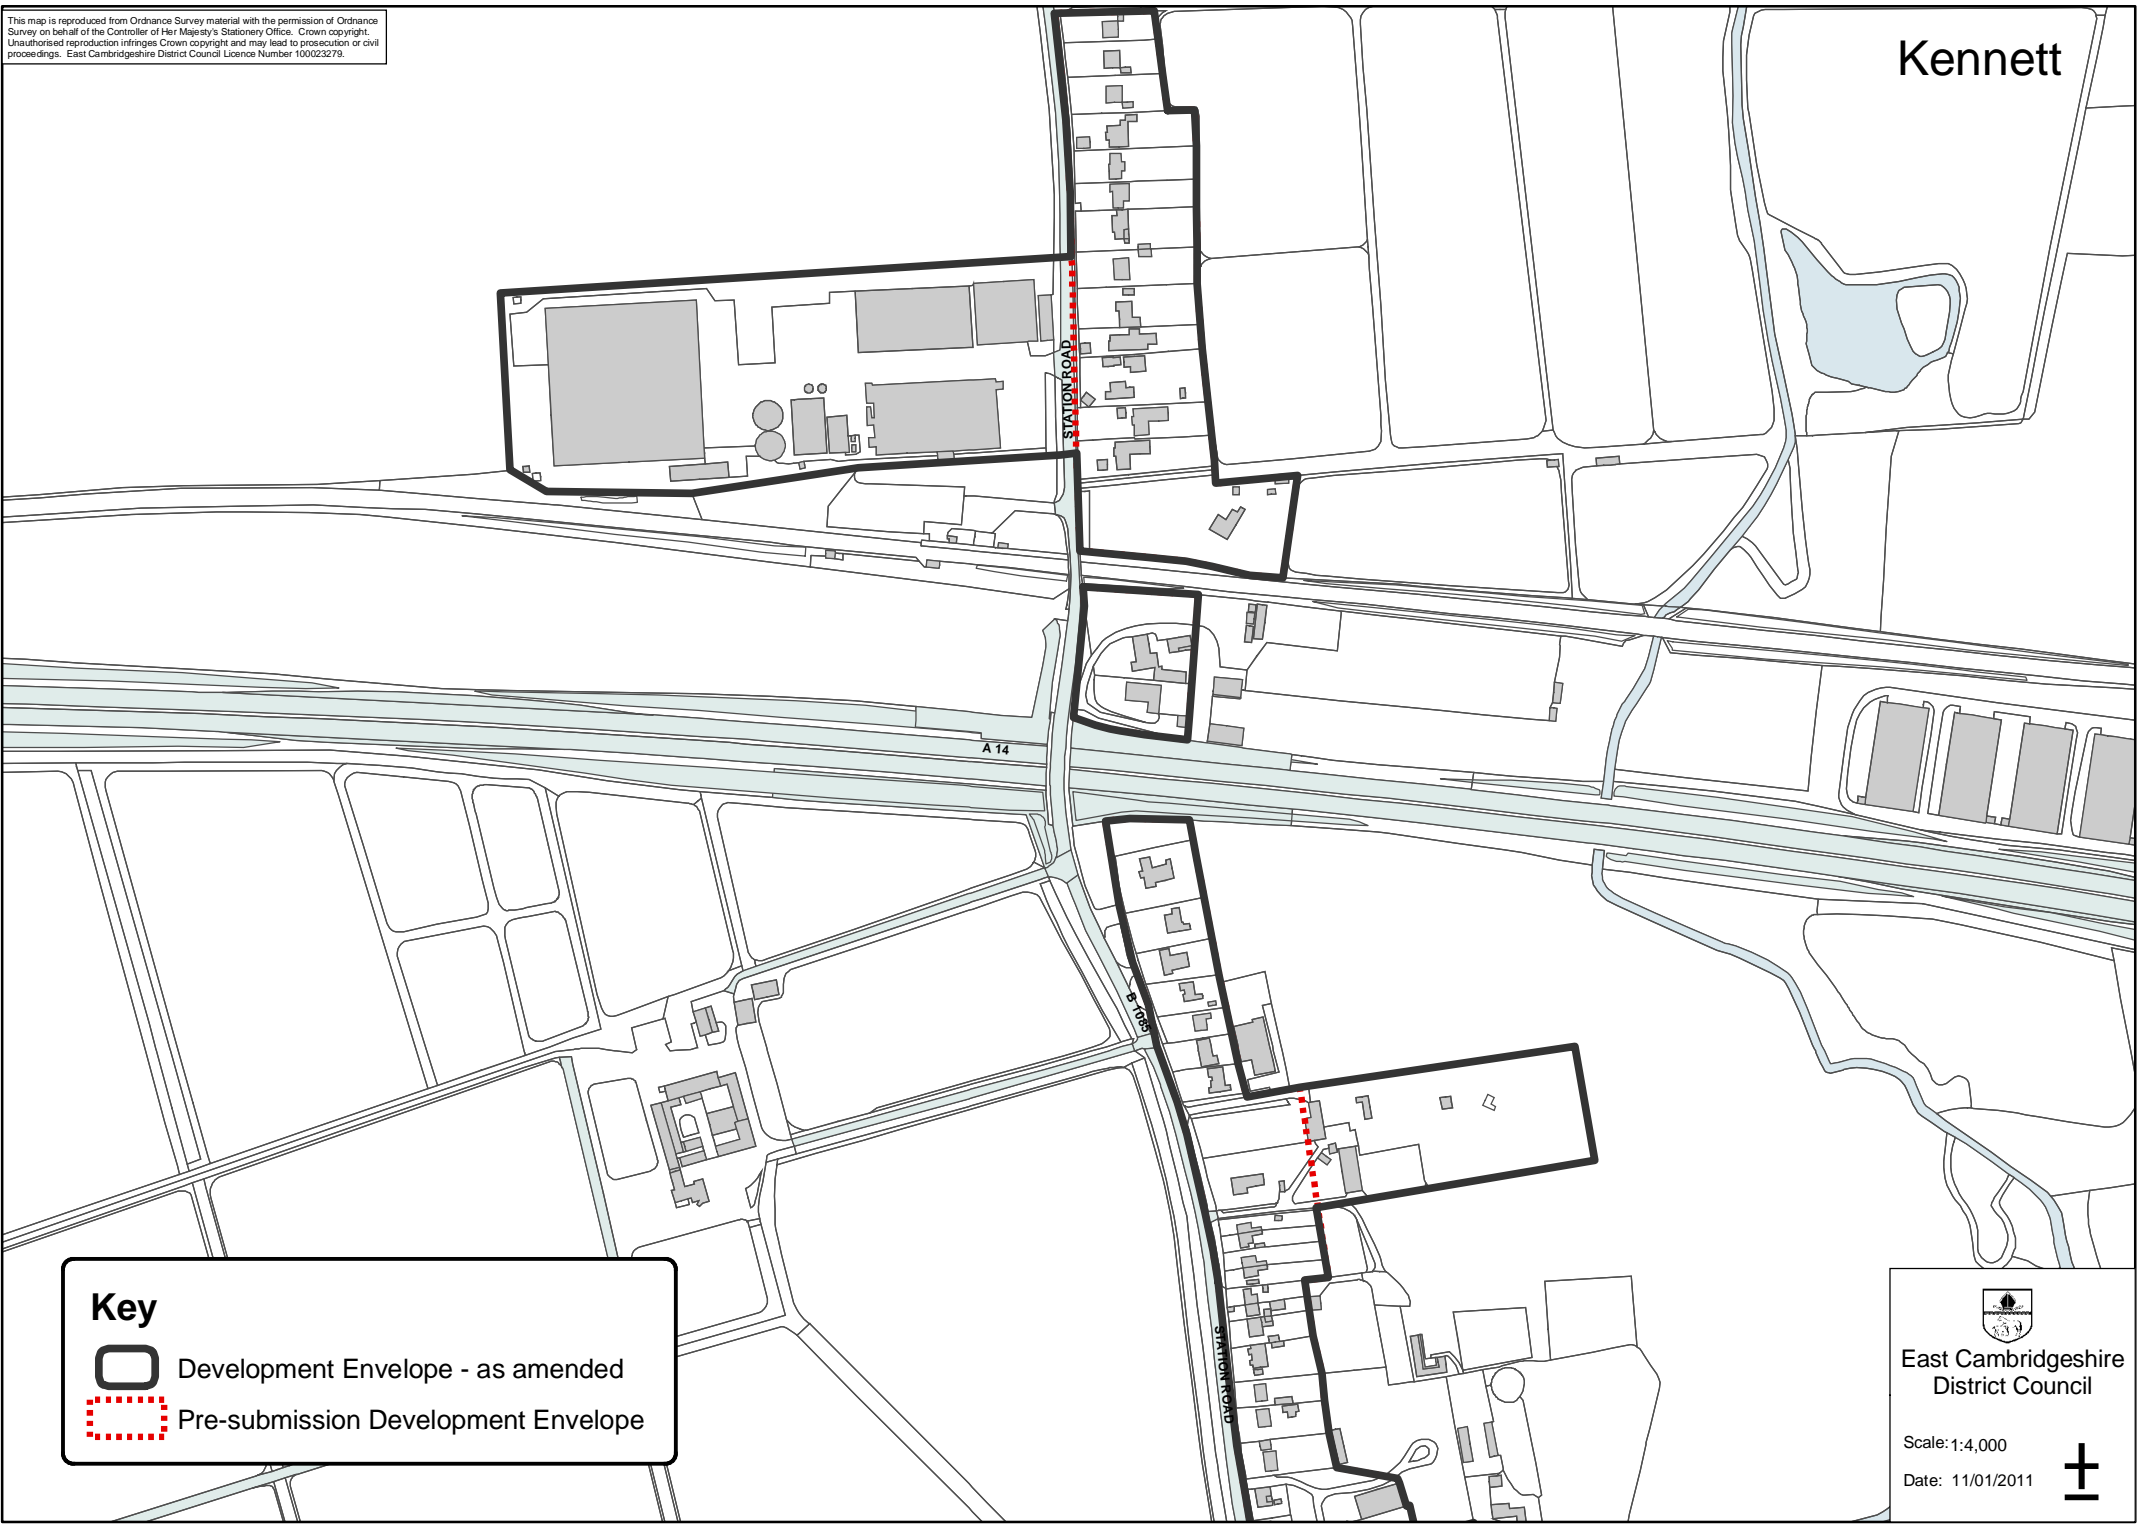 This map is reproduced from Ordnance Survey material with the permission of Ordnance
Survey on behalf of the Controller of Her Majesty's Stationery Office.  Crown copyright.
Unauthorised reproduction infringes Crown copyright and may lead to prosecution or civil
proceedings.  East Cambridgeshire District Council Licence Number 100023279.
Kennett
STATION ROAD
A 14
B 1085
STATION ROAD
Key
Development Envelope - as amended
Pre-submission Development Envelope
East Cambridgeshire
District Council
Scale: 1:4,000
Date: 11/01/2011